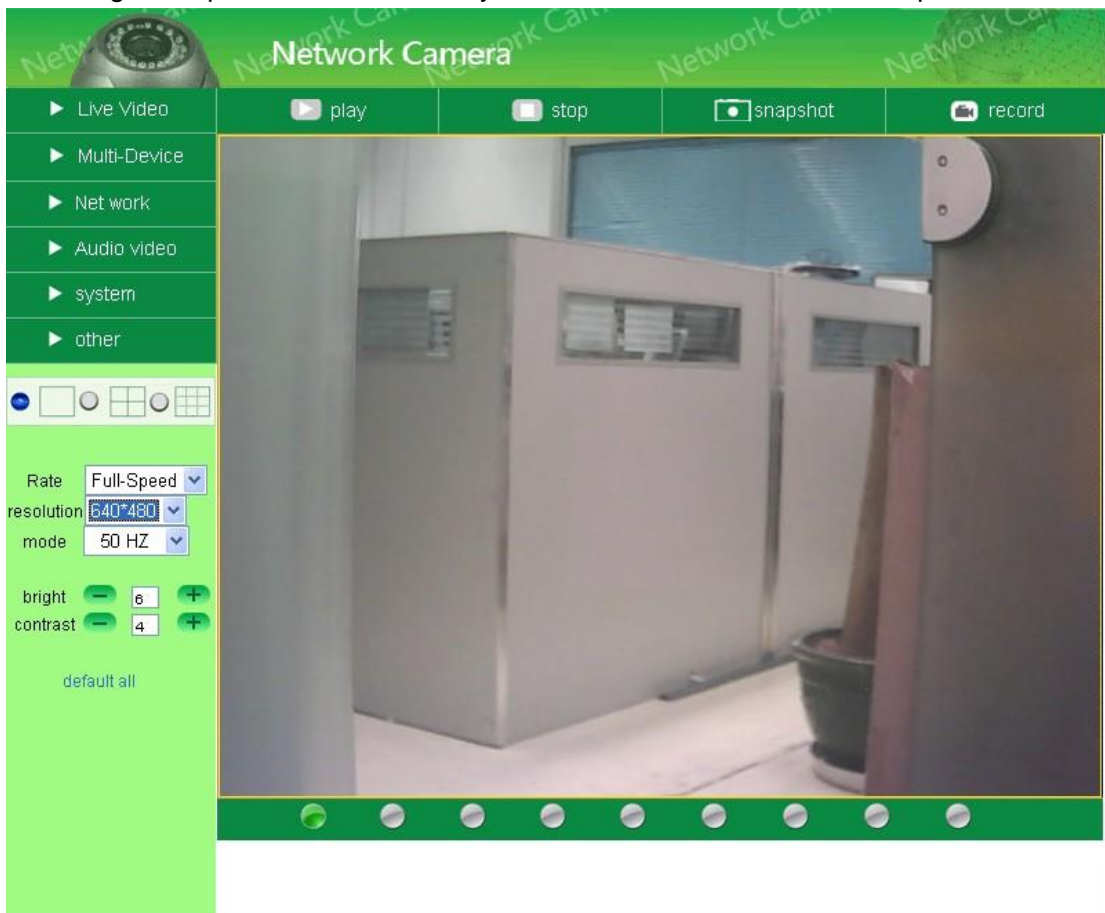 Network Camera
Live Video
play
stop
snapshot
record
Multi-Device
Net work
Audio video
system
other
Rate Full-Speed
resolution 640*480
mode 50 HZ
bright 6
contrast 4
default all